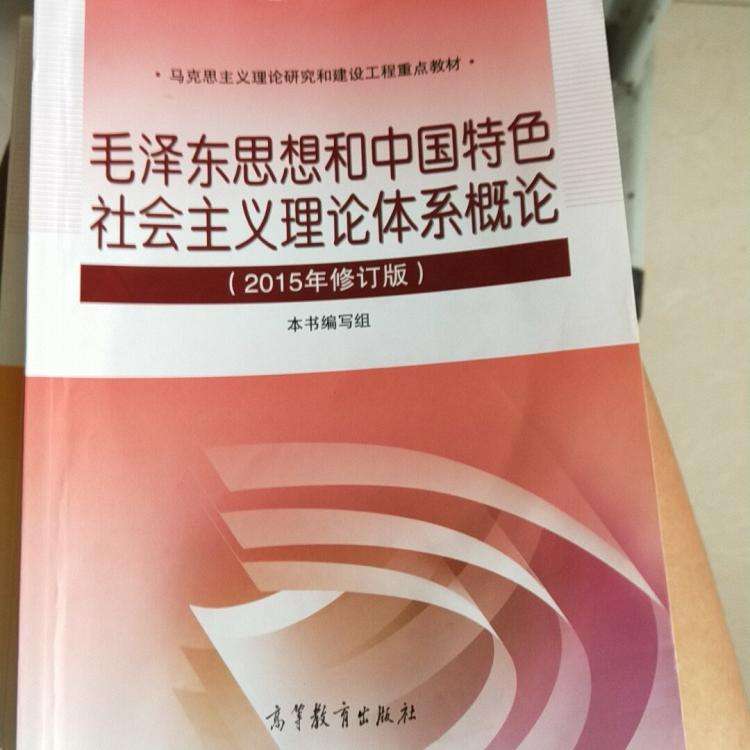 ·马克思主义理论研究和建设工程重点教材·
毛泽东思想和中国特色
社会主义理论体系概论
（2015年修订版）
本书编写组
高等教育出版社